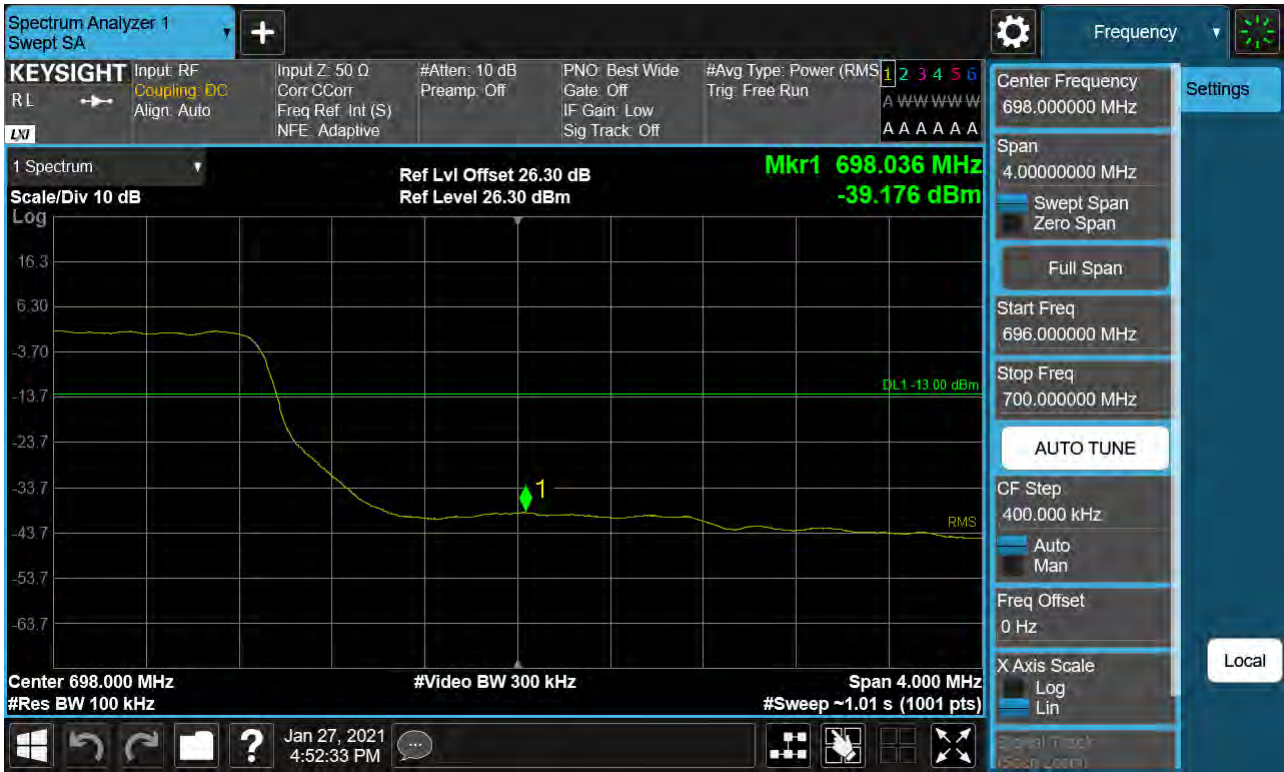 Spectrum Analyzer 1
Swept SA
+
Frequency
KEYSIGHT
RL
LXI
Input: RF
Coupling: DC
Align: Auto
Input Z: 50 Ω
Corr CCorr
Freq Ref: Int (S)
NFE: Adaptive
#Atten: 10 dB
Preamp: Off
PNO: Best Wide
Gate: Off
IF Gain: Low
Sig Track: Off
#Avg Type: Power (RMS
Trig: Free Run
1 2 3 4 5 6
A W W W W W
A A A A A A
1 Spectrum
Scale/Div 10 dB
Ref Lvl Offset 26.30 dB
Ref Level 26.30 dBm
Mkr1 698.036 MHz
-39.176 dBm
Log
16.3
6.30
-3.70
-13.7
-23.7
-33.7
-43.7
-53.7
-63.7
DL1 -13.00 dBm
1
RMS
Center 698.000 MHz
#Video BW 300 kHz
Span 4.000 MHz
#Res BW 100 kHz
#Sweep ~1.01 s (1001 pts)
Center Frequency
698.000000 MHz
Settings
Span
4.00000000 MHz
Swept Span
Zero Span
Full Span
Start Freq
696.000000 MHz
Stop Freq
700.000000 MHz
AUTO TUNE
CF Step
400.000 kHz
Auto
Man
Freq Offset
0 Hz
X Axis Scale
Log
Lin
Signal Track
(Span Zoom)
Local
?
Jan 27, 2021
4:52:33 PM